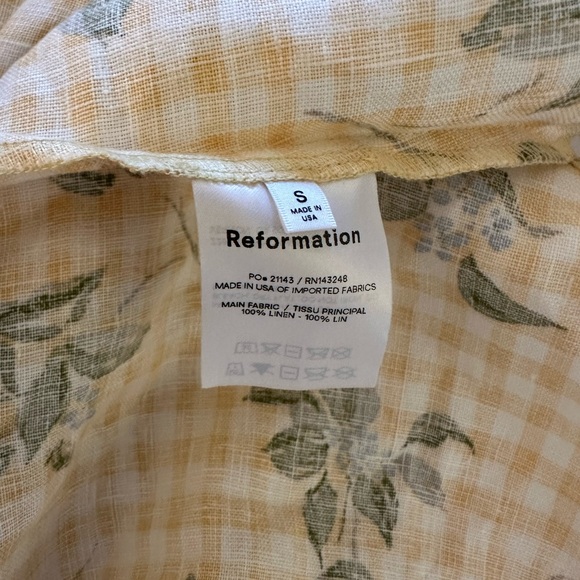 S
MADE IN
USA
Reformation
PO# 21143 / RN143248
MADE IN USA OF IMPORTED FABRICS
MAIN FABRIC / TISSU PRINCIPAL
100% LINEN - 100% LIN